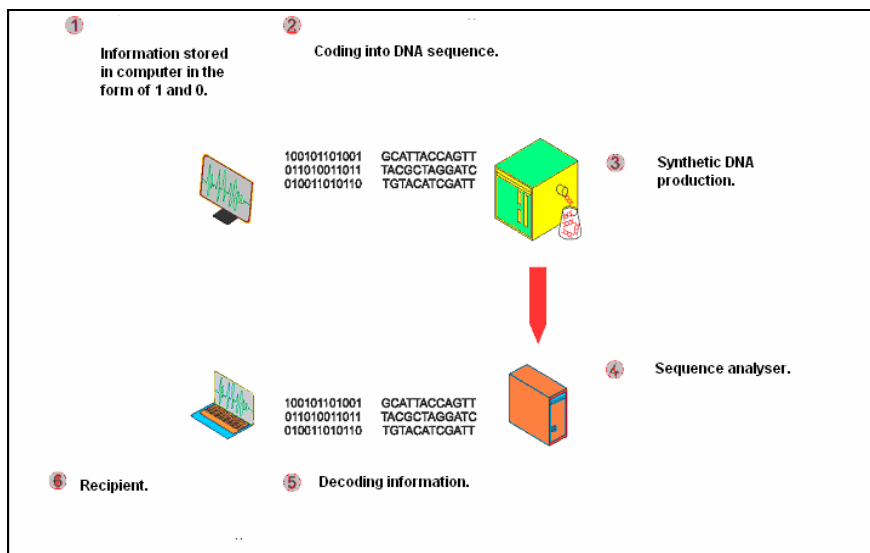 1
Information stored
in computer in the
form of 1 and 0.
2
Coding into DNA sequence.
100101101001 GCATTACCAGTT
011010011011 TACGCTAGGATC
010011010110 TGTACATCGATT
3
Synthetic DNA
production.
4
Sequence analyser.
100101101001 GCATTACCAGTT
011010011011 TACGCTAGGATC
010011010110 TGTACATCGATT
6
Recipient.
5
Decoding information.